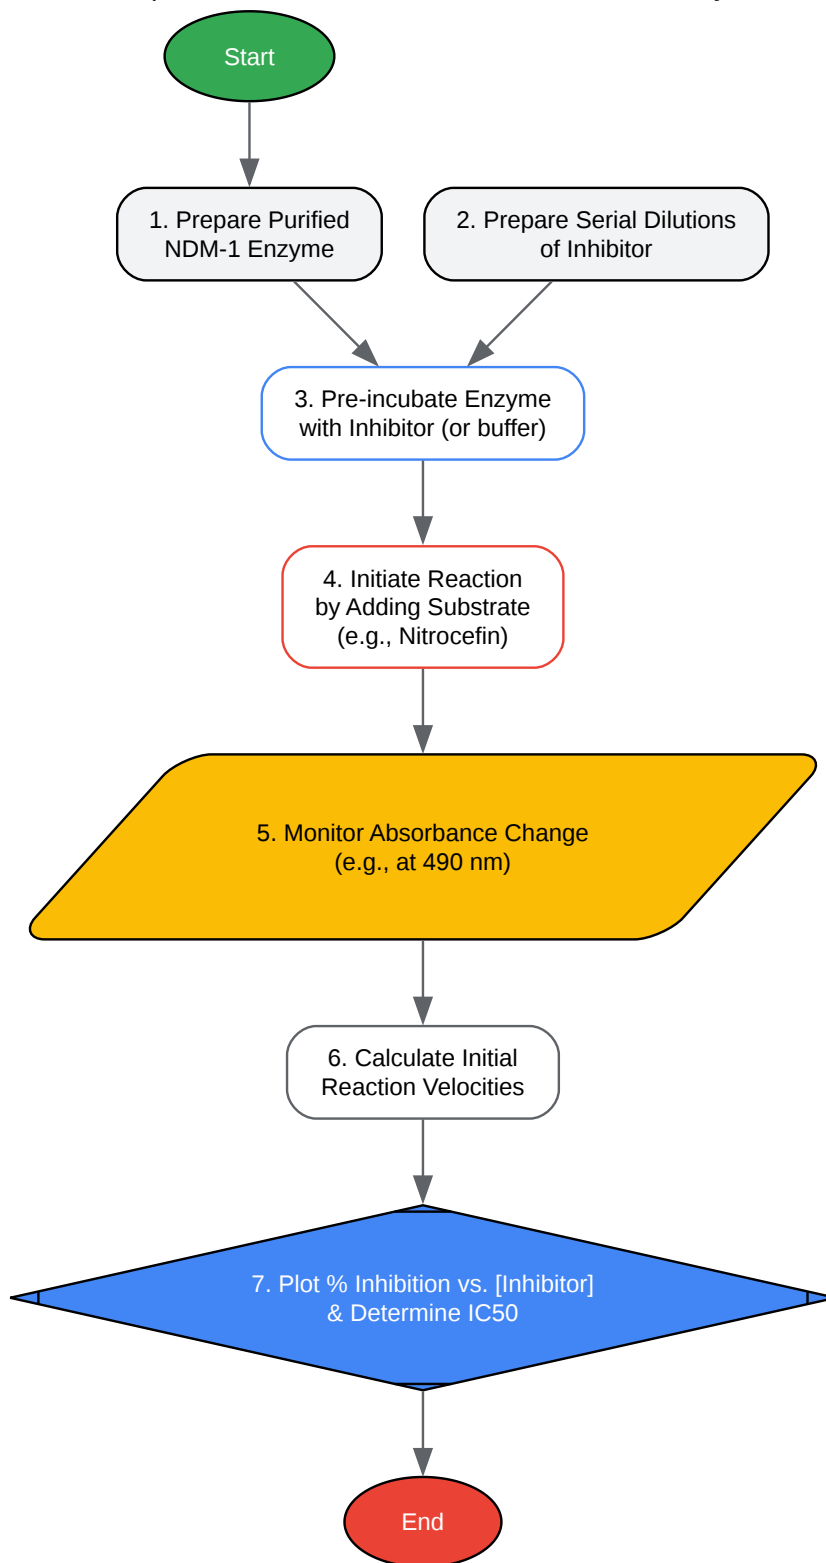 Start
1. Prepare Purified
NDM-1 Enzyme
2. Prepare Serial Dilutions
of Inhibitor
3. Pre-incubate Enzyme
with Inhibitor (or buffer)
4. Initiate Reaction
by Adding Substrate
(e.g., Nitrocefin)
5. Monitor Absorbance Change
(e.g., at 490 nm)
6. Calculate Initial
Reaction Velocities
7. Plot % Inhibition vs. [Inhibitor]
& Determine IC50
End